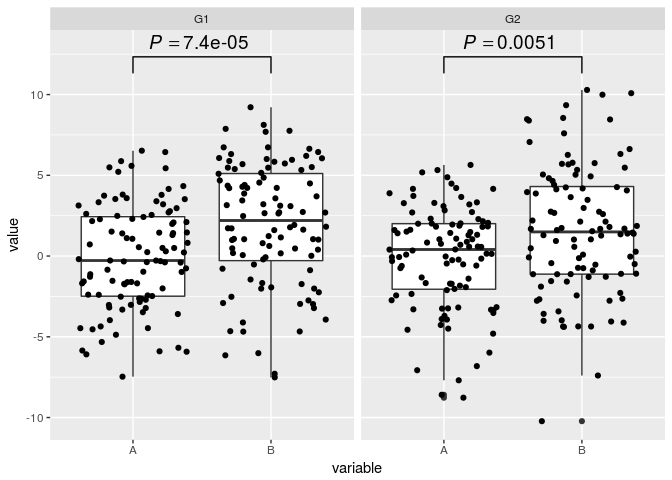 G1
G2
P =7.4e-05
P =0.0051
value
10
5
0
-5
-10
A
B
A
B
variable